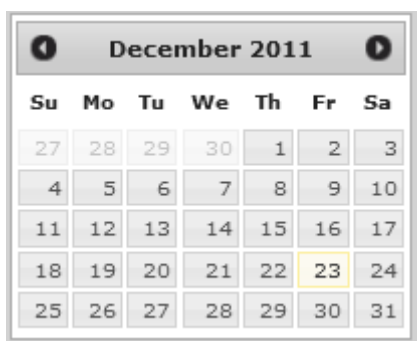 December 2011
Su Mo Tu We Th Fr Sa
27 28 29 30 1 2 3
4 5 6 7 8 9 10
11 12 13 14 15 16 17
18 19 20 21 22 23 24
25 26 27 28 29 30 31